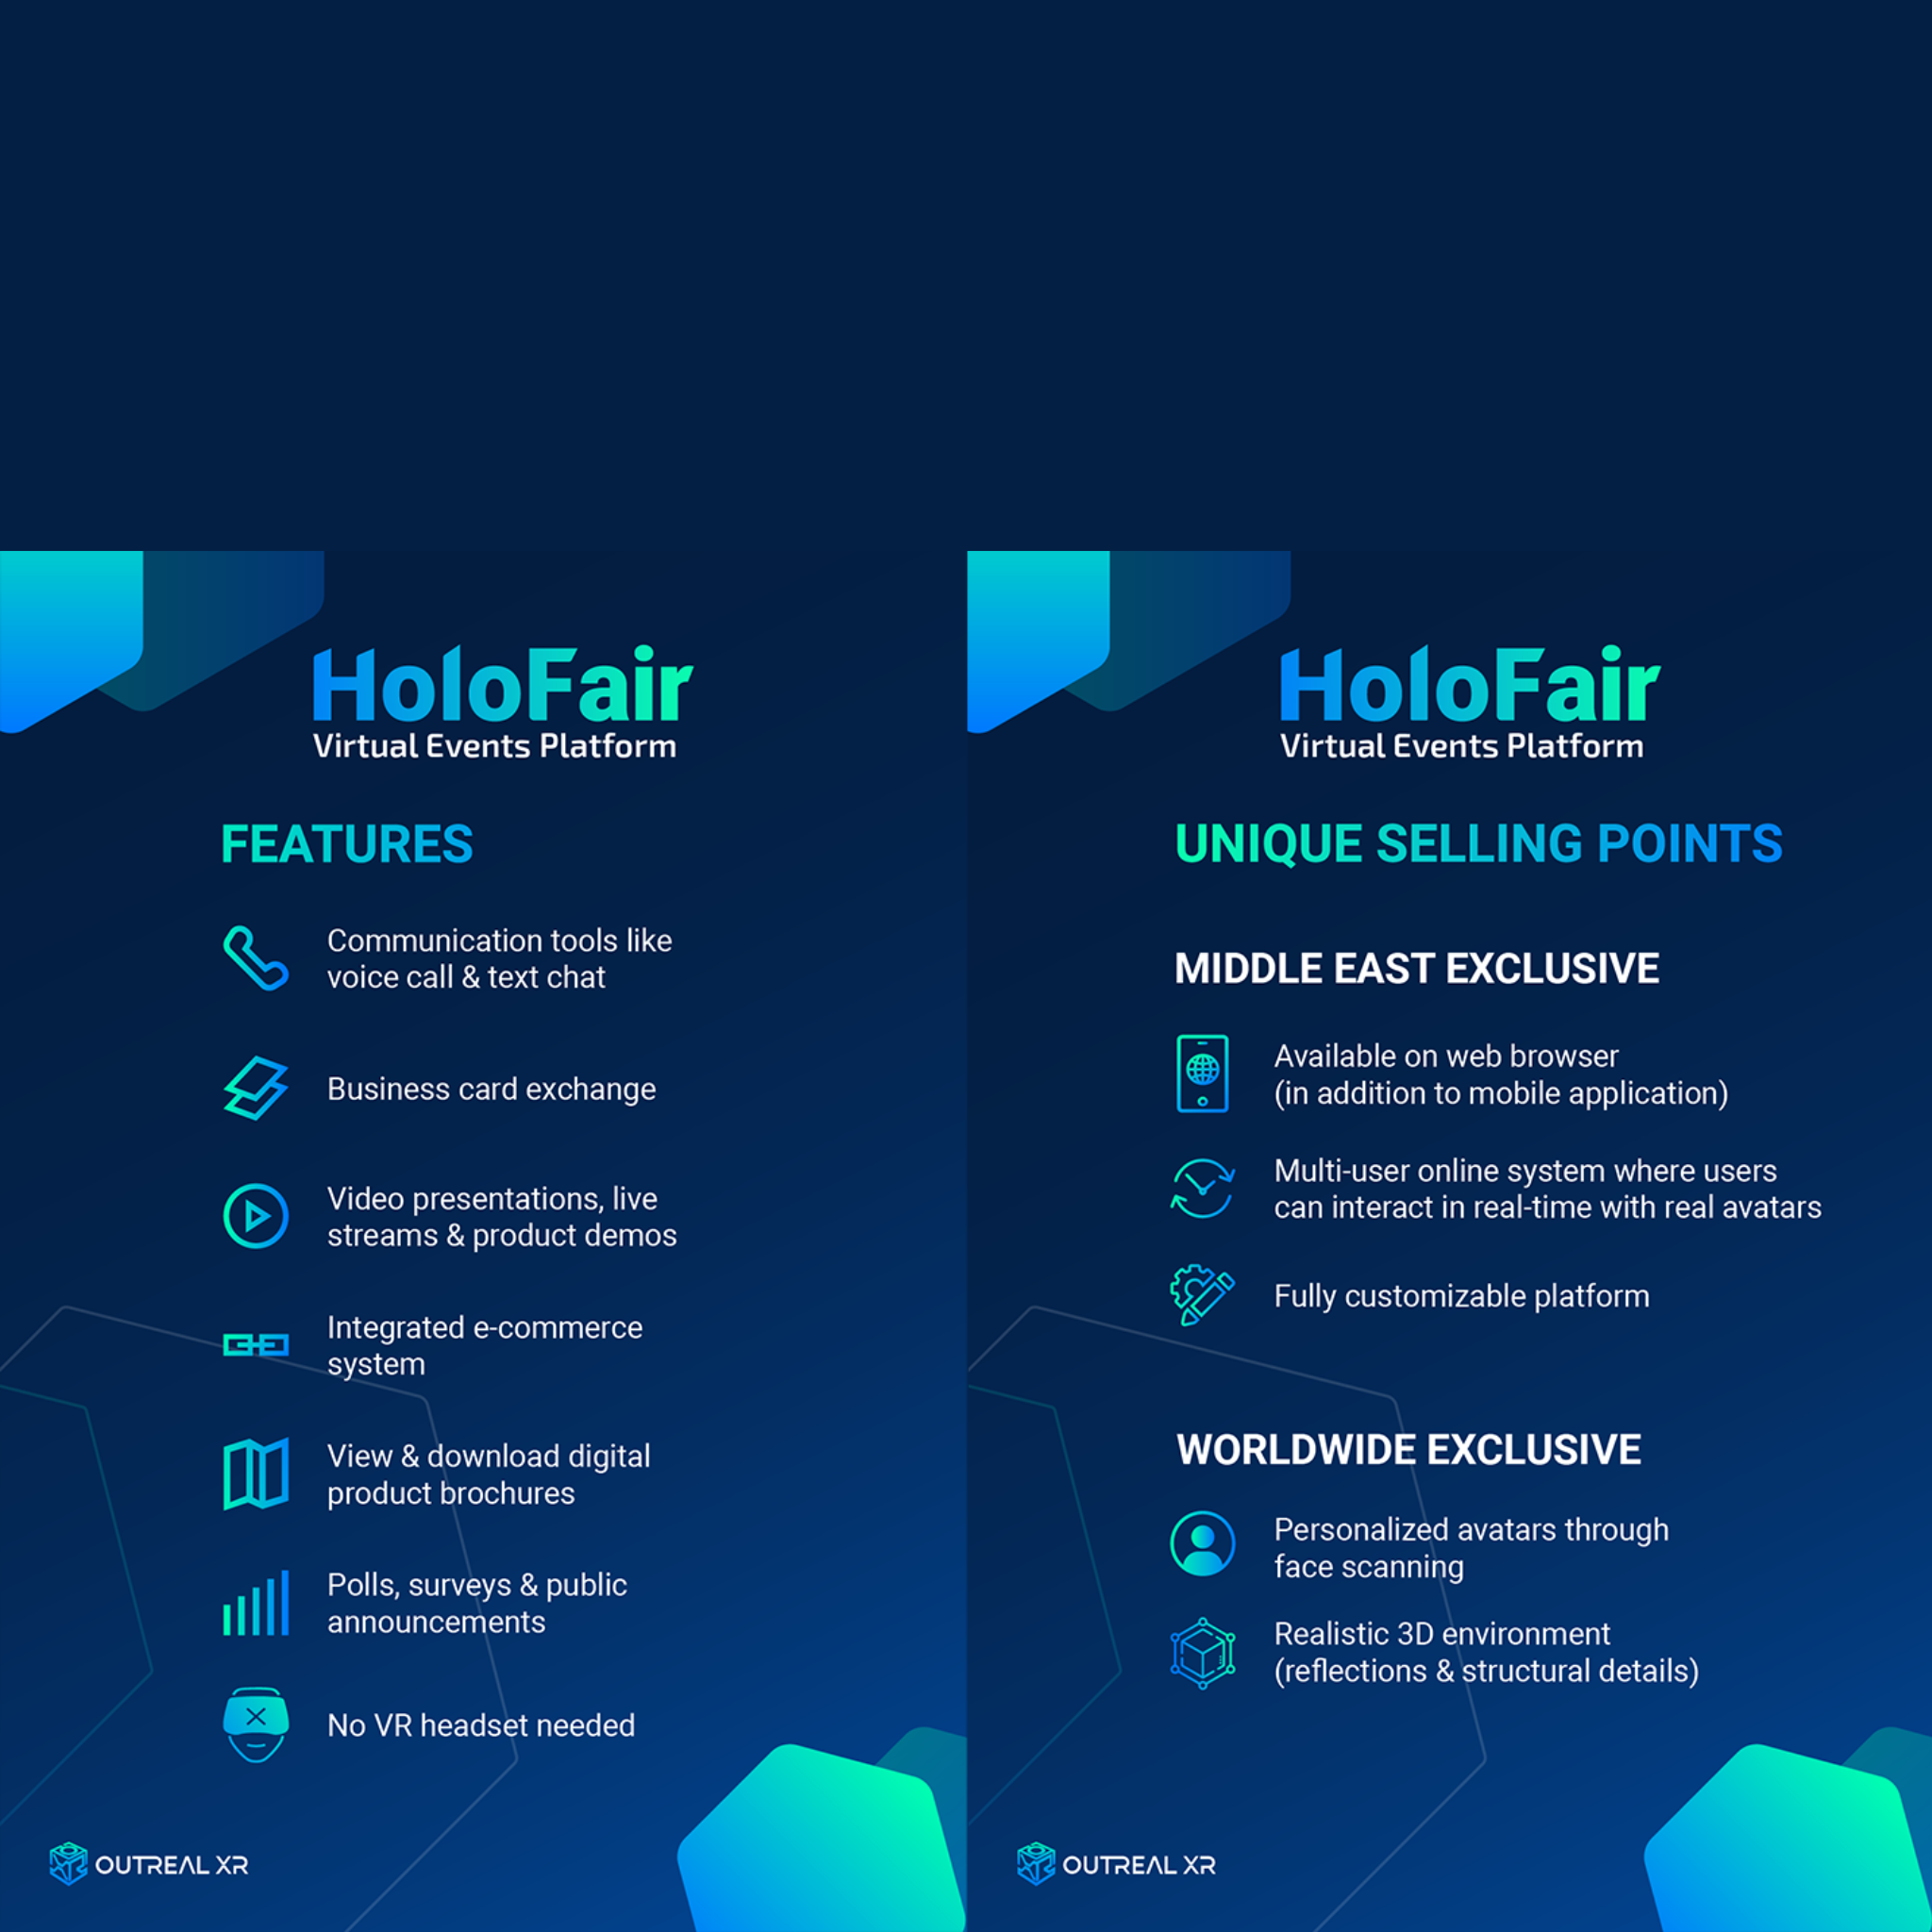 HoloFair
Virtual Events Platform
FEATURES
Communication tools like
voice call & text chat
Business card exchange
Video presentations, live
streams & product demos
Integrated e-commerce
system
View & download digital
product brochures
Polls, surveys & public
announcements
No VR headset needed
OUTREAL XR
HoloFair
Virtual Events Platform
UNIQUE SELLING POINTS
MIDDLE EAST EXCLUSIVE
Available on web browser
(in addition to mobile application)
Multi-user online system where users
can interact in real-time with real avatars
Fully customizable platform
WORLDWIDE EXCLUSIVE
Personalized avatars through
face scanning
Realistic 3D environment
(reflections & structural details)
OUTREAL XR